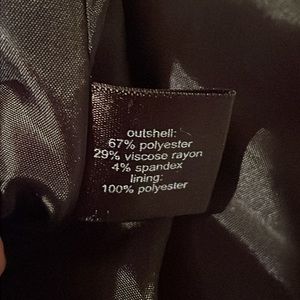 outshell:
67% polyester
29% viscose rayon
4% spandex
lining:
100% polyester